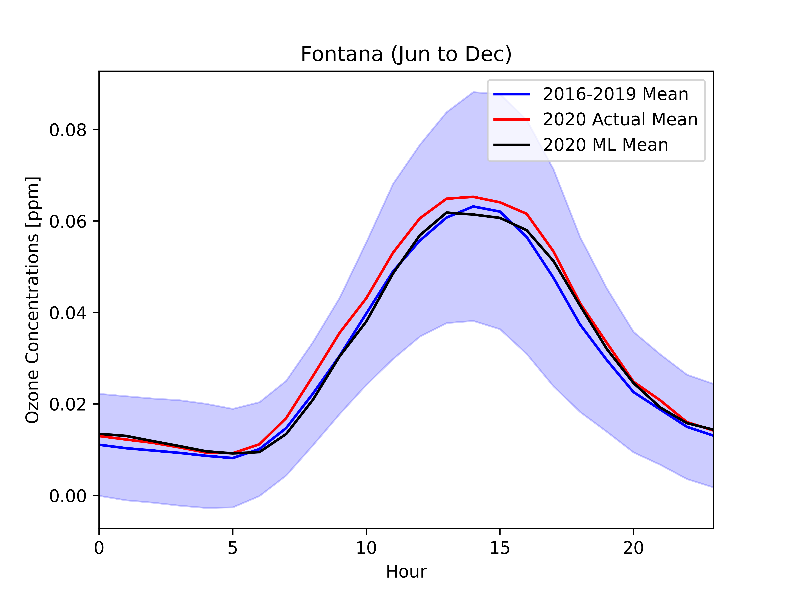 Fontana (Jun to Dec)
2016-2019 Mean
2020 Actual Mean
2020 ML Mean
Ozone Concentrations [ppm]
0.08
0.06
0.04
0.02
0.00
0 5 10 15 20
Hour